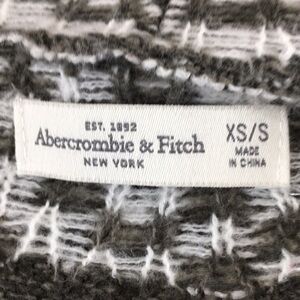 EST. 1892
Abercrombie & Fitch
NEW YORK
XS/S
MADE
IN CHINA